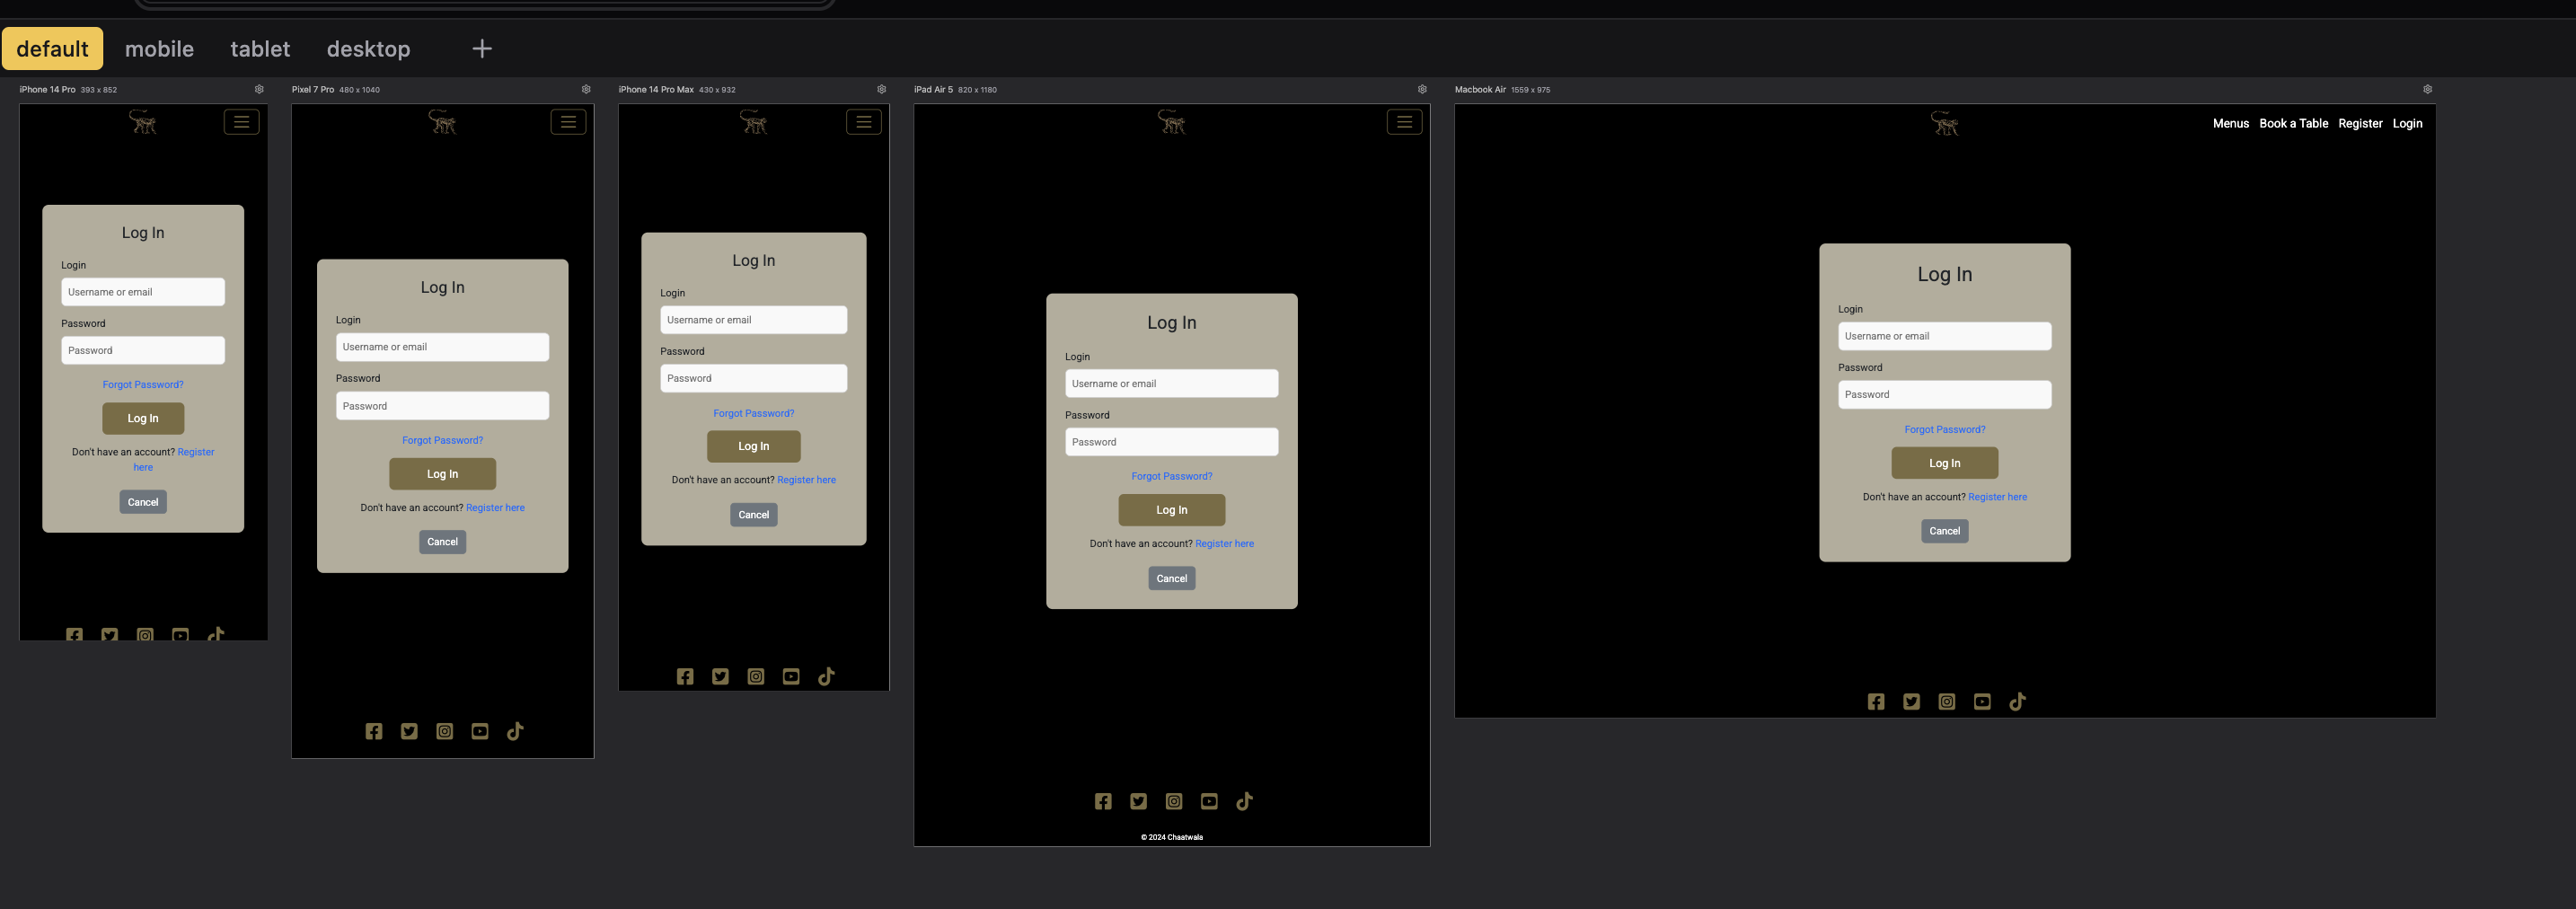 default mobile tablet desktop +
iPhone 14 Pro 393 x 852
Log In
Login
Username or email
Password
Password
Forgot Password?
Log In
Don't have an account? Register
here
Cancel
Pixel 7 Pro 480 x 1040
Log In
Login
Username or email
Password
Password
Forgot Password?
Log In
Don't have an account? Register here
Cancel
iPhone 14 Pro Max 430 x 932
Log In
Login
Username or email
Password
Password
Forgot Password?
Log In
Don't have an account? Register here
Cancel
iPad Air 5 820 x 1180
Log In
Login
Username or email
Password
Password
Forgot Password?
Log In
Don't have an account? Register here
Cancel
© 2024 Chaatwala
Macbook Air 1559 x 975
Menus Book a Table Register Login
Log In
Login
Username or email
Password
Password
Forgot Password?
Log In
Don't have an account? Register here
Cancel